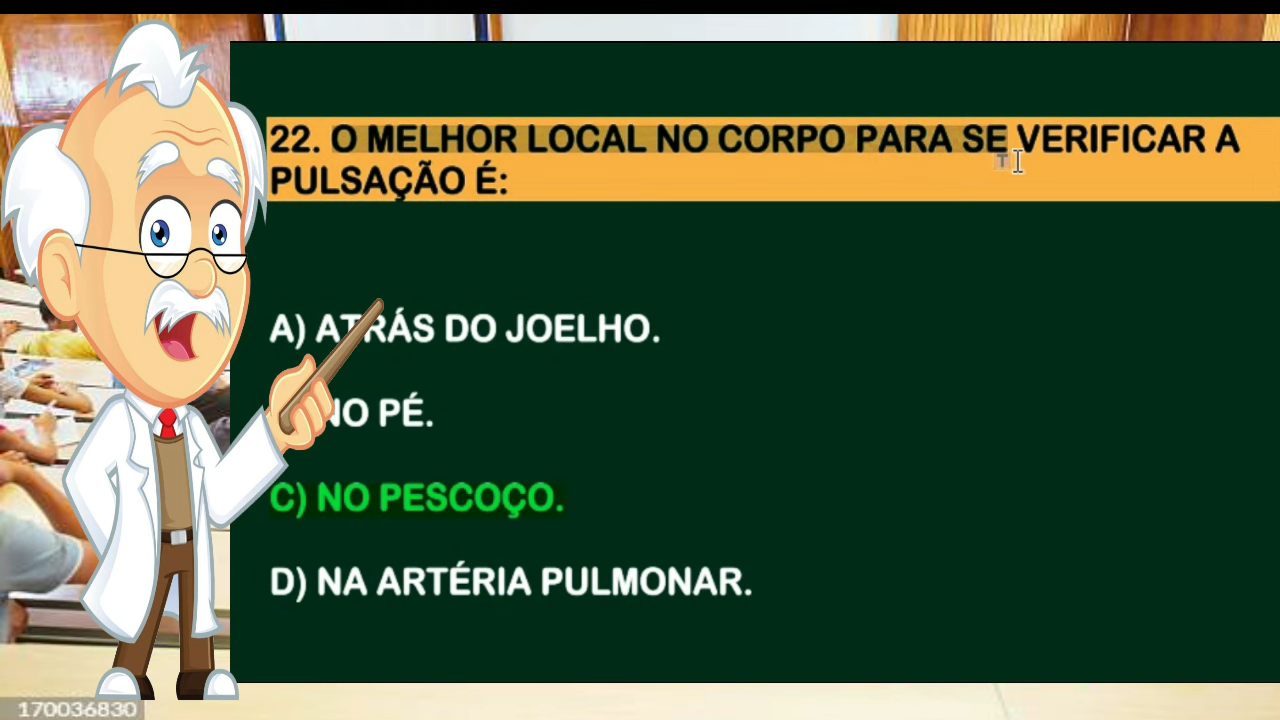 22. O MELHOR LOCAL NO CORPO PARA SE VERIFICAR A
PULSAÇÃO É:
A) ATRÁS DO JOELHO.
NO PÉ.
C) NO PESCOÇO.
D) NA ARTÉRIA PULMONAR.
170036830